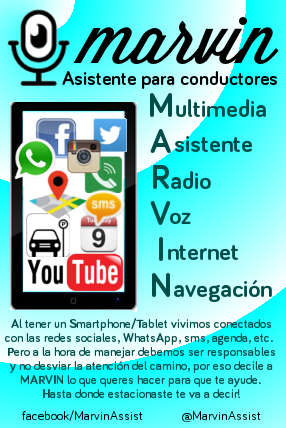 marvin
Asistente para conductores
Multimedia
Asistente
Radio
Voz
Internet
Navegación
sms
9
P
You Tube
Al tener un Smartphone/Tablet vivimos conectados
con las redes sociales, WhatsApp, sms, agenda, etc.
Pero a la hora de manejar debemos ser responsables
y no desviar la atención del camino, por eso decile a
MARVIN lo que queres hacer para que te ayude.
Hasta donde estacionaste te va a decir!
facebook/MarvinAssist @MarvinAssist